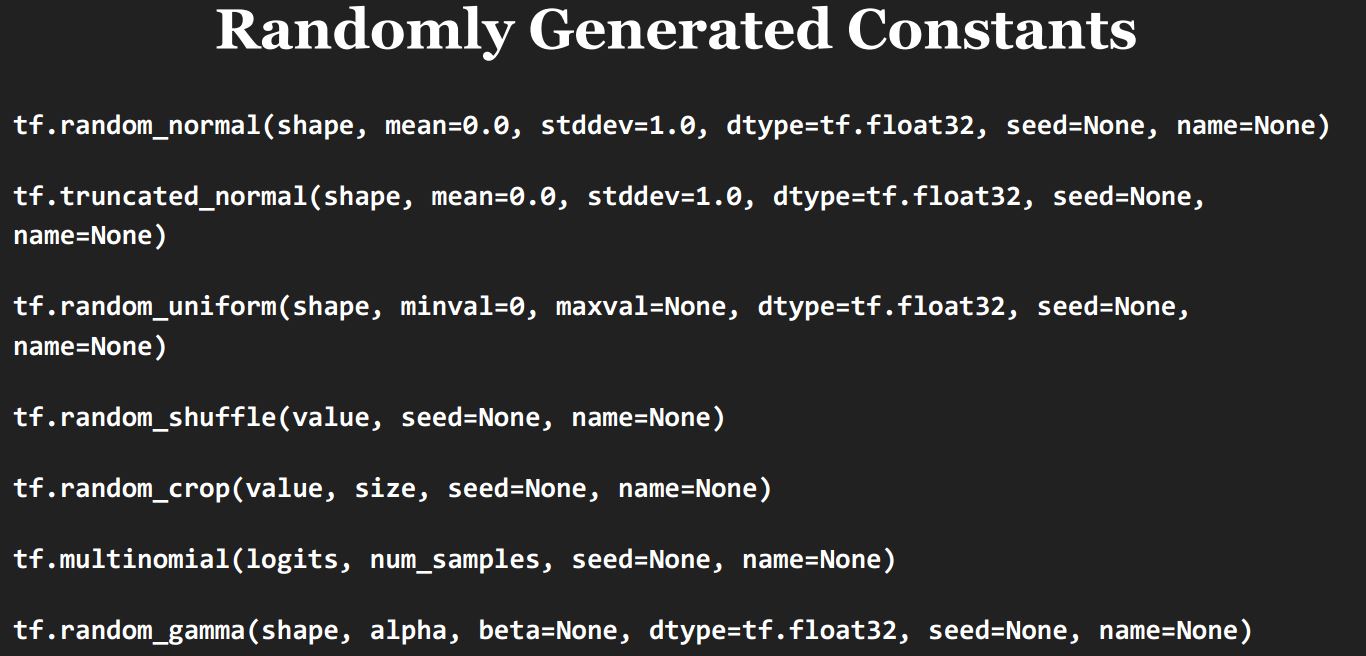 Randomly Generated Constants
tf.random_normal(shape, mean=0.0, stddev=1.0, dtype=tf.float32, seed=None, name=None)
tf.truncated_normal(shape, mean=0.0, stddev=1.0, dtype=tf.float32, seed=None,
name=None)
tf.random_uniform(shape, minval=0, maxval=None, dtype=tf.float32, seed=None,
name=None)
tf.random_shuffle(value, seed=None, name=None)
tf.random_crop(value, size, seed=None, name=None)
tf.multinomial(logits, num_samples, seed=None, name=None)
tf.random_gamma(shape, alpha, beta=None, dtype=tf.float32, seed=None, name=None)